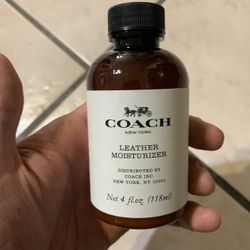 COACH
NEW YORK
LEATHER
MOISTURIZER
DISTRIBUTED BY
COACH INC.
NEW YORK, NY 10001
Net 4 fl.oz. (118ml)